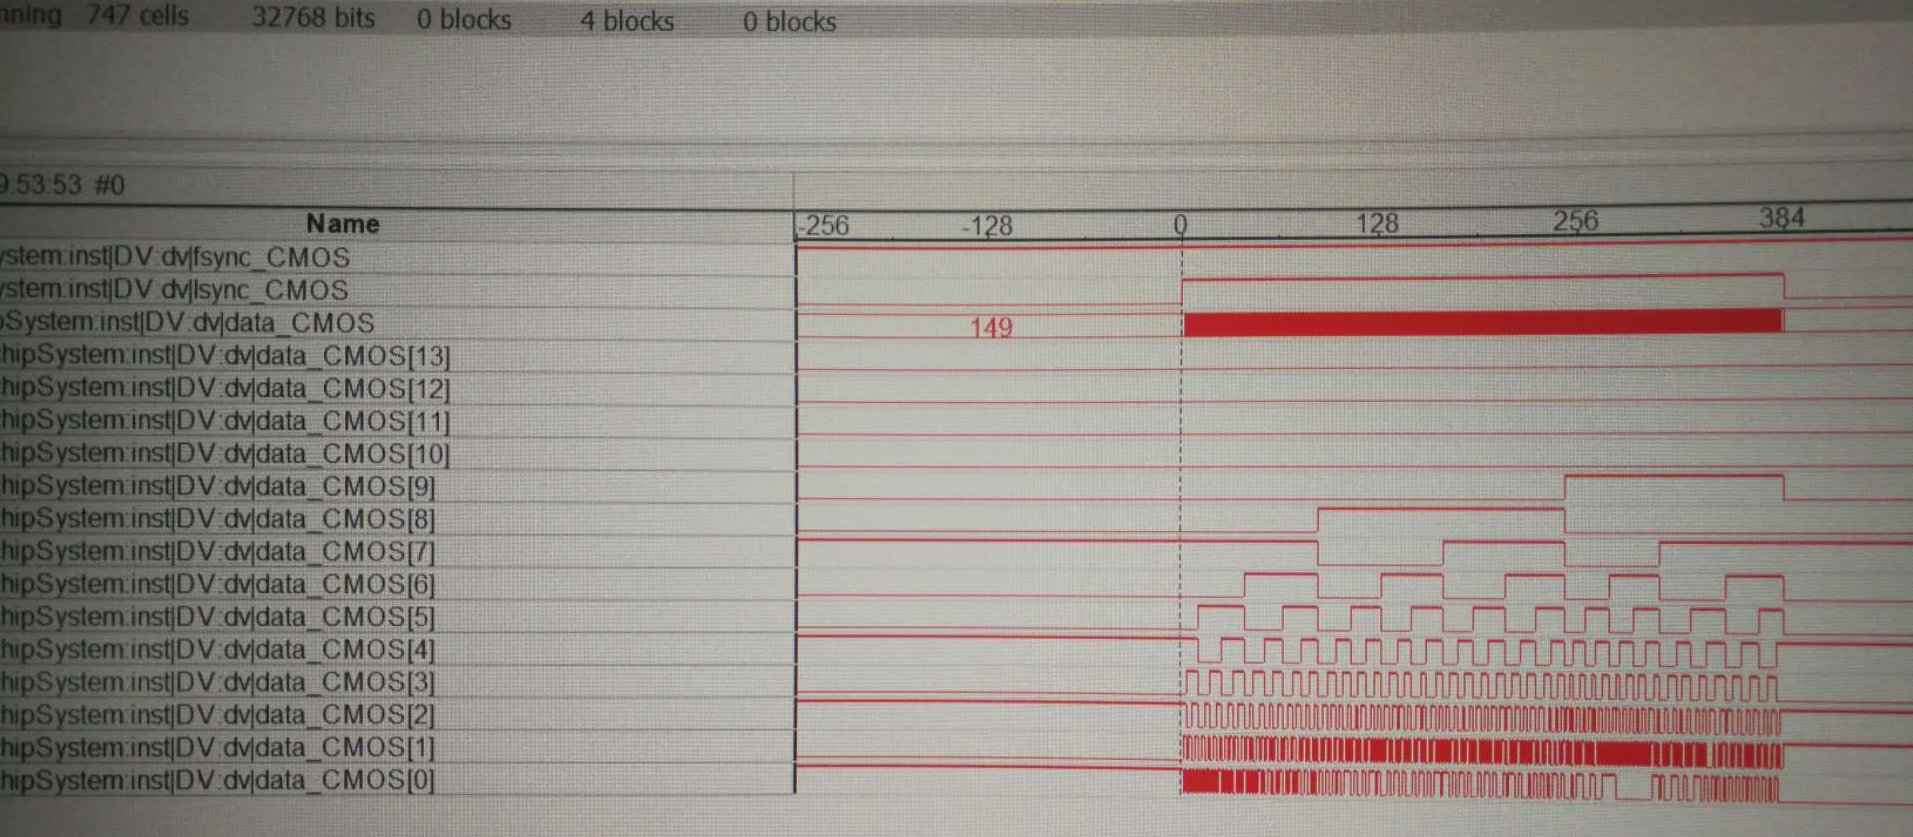 nning 747 cells 32768 bits 0 blocks 4 blocks 0 blocks
9:53:53 #0
Name -256 -128 0 128 256 384
ystem:inst|DV:dv|fsync_CMOS
ystem:inst|DV:dv|lsync_CMOS
oSystem:inst|DV:dv|data_CMOS 149
hipSystem:inst|DV:dv|data_CMOS[13]
hipSystem:inst|DV:dv|data_CMOS[12]
hipSystem:inst|DV:dv|data_CMOS[11]
hipSystem:inst|DV:dv|data_CMOS[10]
hipSystem:inst|DV:dv|data_CMOS[9]
hipSystem:inst|DV:dv|data_CMOS[8]
hipSystem:inst|DV:dv|data_CMOS[7]
hipSystem:inst|DV:dv|data_CMOS[6]
hipSystem:inst|DV:dv|data_CMOS[5]
hipSystem:inst|DV:dv|data_CMOS[4]
hipSystem:inst|DV:dv|data_CMOS[3]
hipSystem:inst|DV:dv|data_CMOS[2]
hipSystem:inst|DV:dv|data_CMOS[1]
hipSystem:inst|DV:dv|data_CMOS[0]